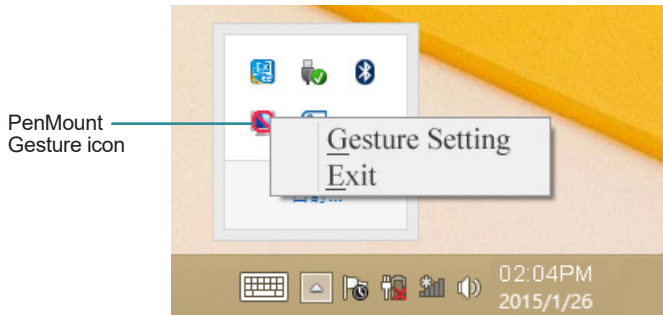 PenMount
Gesture icon
Gesture Setting
Exit
02:04PM
2015/1/26